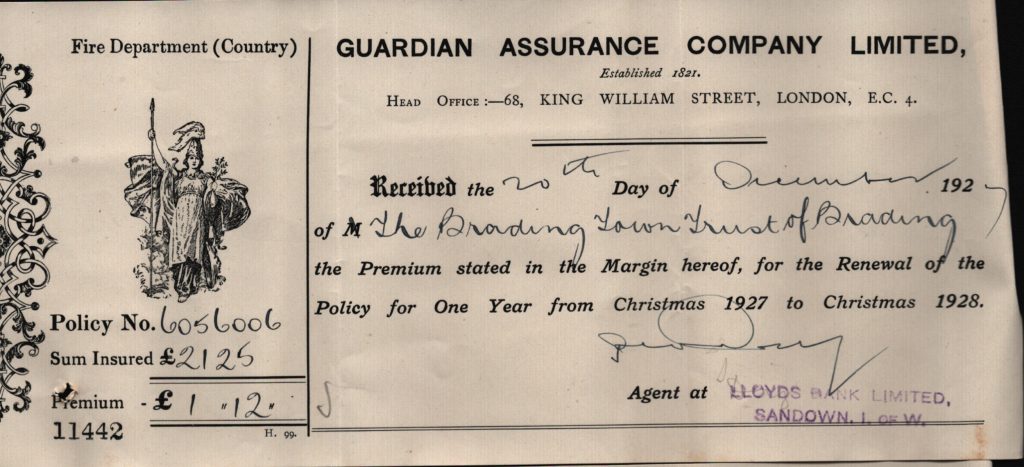 Fire Department (Country)
Policy No. 6056006
Sum Insured £2125
Premium - £ 1 "12"
11442
H. 99.
GUARDIAN ASSURANCE COMPANY LIMITED,
Established 1821.
HEAD OFFICE:—68, KING WILLIAM STREET, LONDON, E.C. 4.
Received the 20th Day of December 1927
of M The Brading Town Trust of Brading
the Premium stated in the Margin hereof, for the Renewal of the
Policy for One Year from Christmas 1927 to Christmas 1928.
Agent at LLOYDS BANK LIMITED,
SANDOWN. I. OF W.